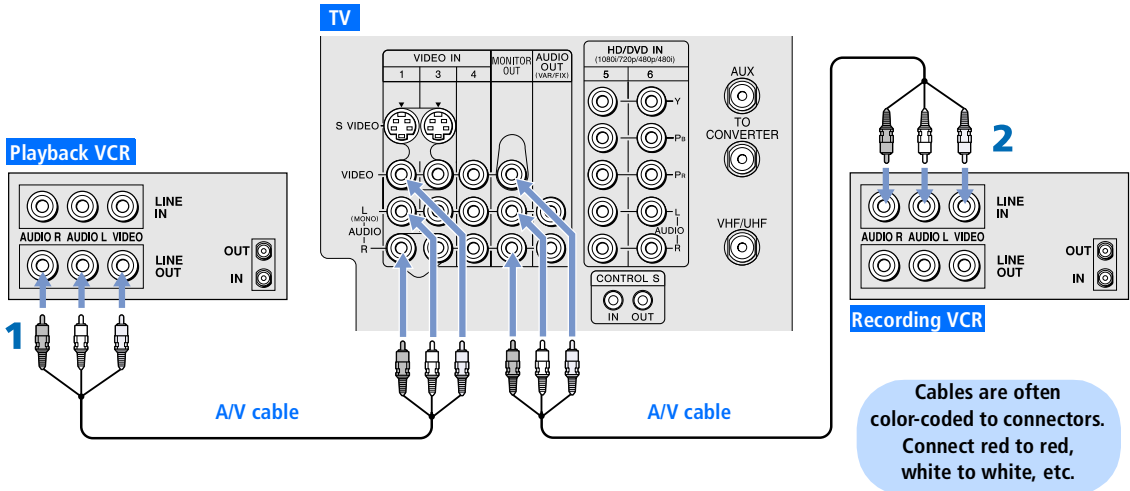 TV
VIDEO IN
1 3 4
MONITOR
OUT
AUDIO
OUT
(VAR/FIX)
HD/DVD IN
(1080i/720p/480p/480i)
5 6
AUX
TO
CONVERTER
VHF/UHF
S VIDEO
VIDEO
L
(MONO)
AUDIO
R
Y
PB
PR
L
AUDIO
R
CONTROL S
IN OUT
Playback VCR
LINE
IN
AUDIO R AUDIO L VIDEO
LINE
OUT
OUT
IN
1
A/V cable
A/V cable
2
LINE
IN
AUDIO R AUDIO L VIDEO
LINE
OUT
OUT
IN
Recording VCR
Cables are often
color-coded to connectors.
Connect red to red,
white to white, etc.